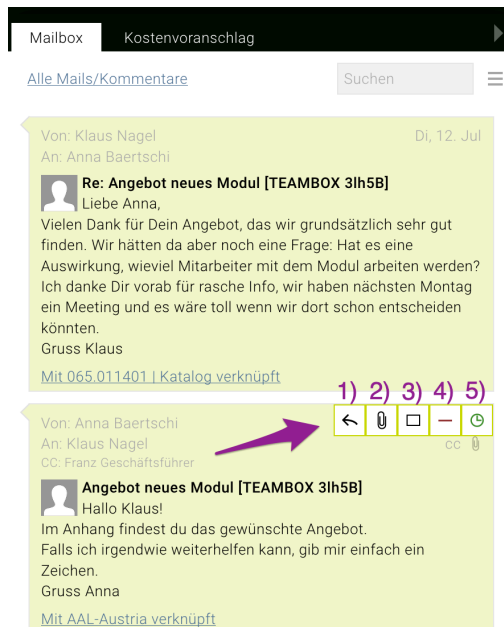 Mailbox Kostenvoranschlag
Alle Mails/Kommentare Suchen
Von: Klaus Nagel Di, 12. Jul
An: Anna Baertschi
Re: Angebot neues Modul [TEAMBOX 3lh5B]
Liebe Anna,
Vielen Dank für Dein Angebot, das wir grundsätzlich sehr gut
finden. Wir hätten da aber noch eine Frage: Hat es eine
Auswirkung, wieviel Mitarbeiter mit dem Modul arbeiten werden?
Ich danke Dir vorab für rasche Info, wir haben nächsten Montag
ein Meeting und es wäre toll wenn wir dort schon entscheiden
könnten.
Gruss Klaus
Mit 065.011401 | Katalog verknüpft
1) 2) 3) 4) 5)
Von: Anna Baertschi
An: Klaus Nagel cc
CC: Franz Geschäftsführer
Angebot neues Modul [TEAMBOX 3lh5B]
Hallo Klaus!
Im Anhang findest du das gewünschte Angebot.
Falls ich irgendwie weiterhelfen kann, gib mir einfach ein
Zeichen.
Gruss Anna
Mit AAL-Austria verknüpft